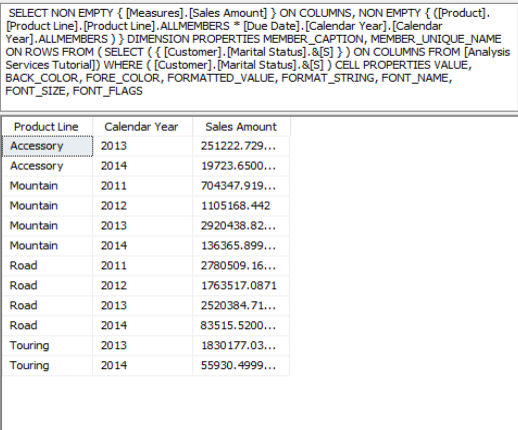 SELECT NON EMPTY { [Measures].[Sales Amount] } ON COLUMNS, NON EMPTY { ([Product].
[Product Line].[Product Line].ALLMEMBERS * [Due Date].[Calendar Year].[Calendar
Year].ALLMEMBERS ) } DIMENSION PROPERTIES MEMBER_CAPTION, MEMBER_UNIQUE_NAME
ON ROWS FROM ( SELECT ( { [Customer].[Marital Status].&[S] } ) ON COLUMNS FROM [Analysis
Services Tutorial]) WHERE ( [Customer].[Marital Status].&[S] ) CELL PROPERTIES VALUE,
BACK_COLOR, FORE_COLOR, FORMATTED_VALUE, FORMAT_STRING, FONT_NAME,
FONT_SIZE, FONT_FLAGS
Product Line Calendar Year Sales Amount
Accessory 2013 251222.729...
Accessory 2014 19723.6500...
Mountain 2011 704347.919...
Mountain 2012 1105168.442
Mountain 2013 2920438.82...
Mountain 2014 136365.899...
Road 2011 2780509.16...
Road 2012 1763517.0871
Road 2013 2520384.71...
Road 2014 83515.5200...
Touring 2013 1830177.03...
Touring 2014 55930.4999...